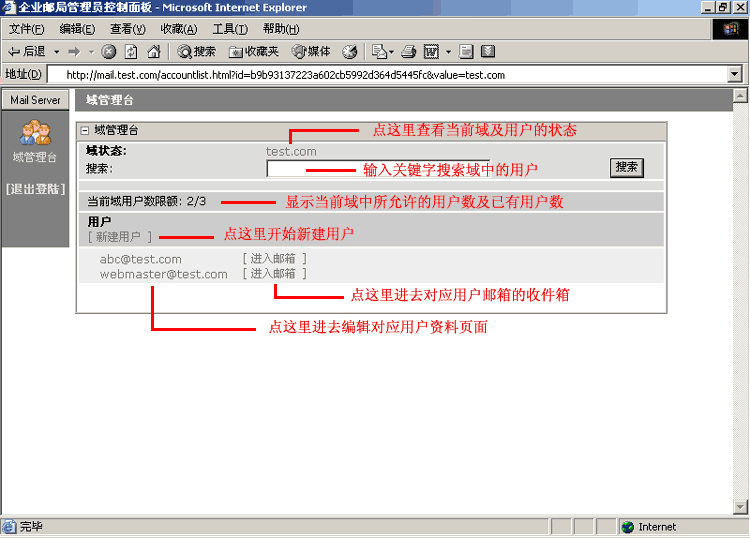 企业邮局管理员控制面板 - Microsoft Internet Explorer
文件(F) 编辑(E) 查看(V) 收藏(A) 工具(T) 帮助(H)
后退 搜索 收藏夹 媒体
地址(D) http://mail.test.com/accountlist.html?id=b9b93137223a602cb5992d364d5445fc&value=test.com
Mail Server 域管理台
域管理台
[退出登陆]
域管理台 点这里查看当前域及用户的状态
域状态: test.com
搜索: 输入关键字搜索域中的用户 搜索
当前域用户数限额: 2/3 显示当前域中所允许的用户数及已有用户数
用户
[ 新建用户 ] 点这里开始新建用户
abc@test.com [ 进入邮箱 ]
webmaster@test.com [ 进入邮箱 ]
点这里进去对应用户邮箱的收件箱
点这里进去编辑对应用户资料页面
完毕 Internet